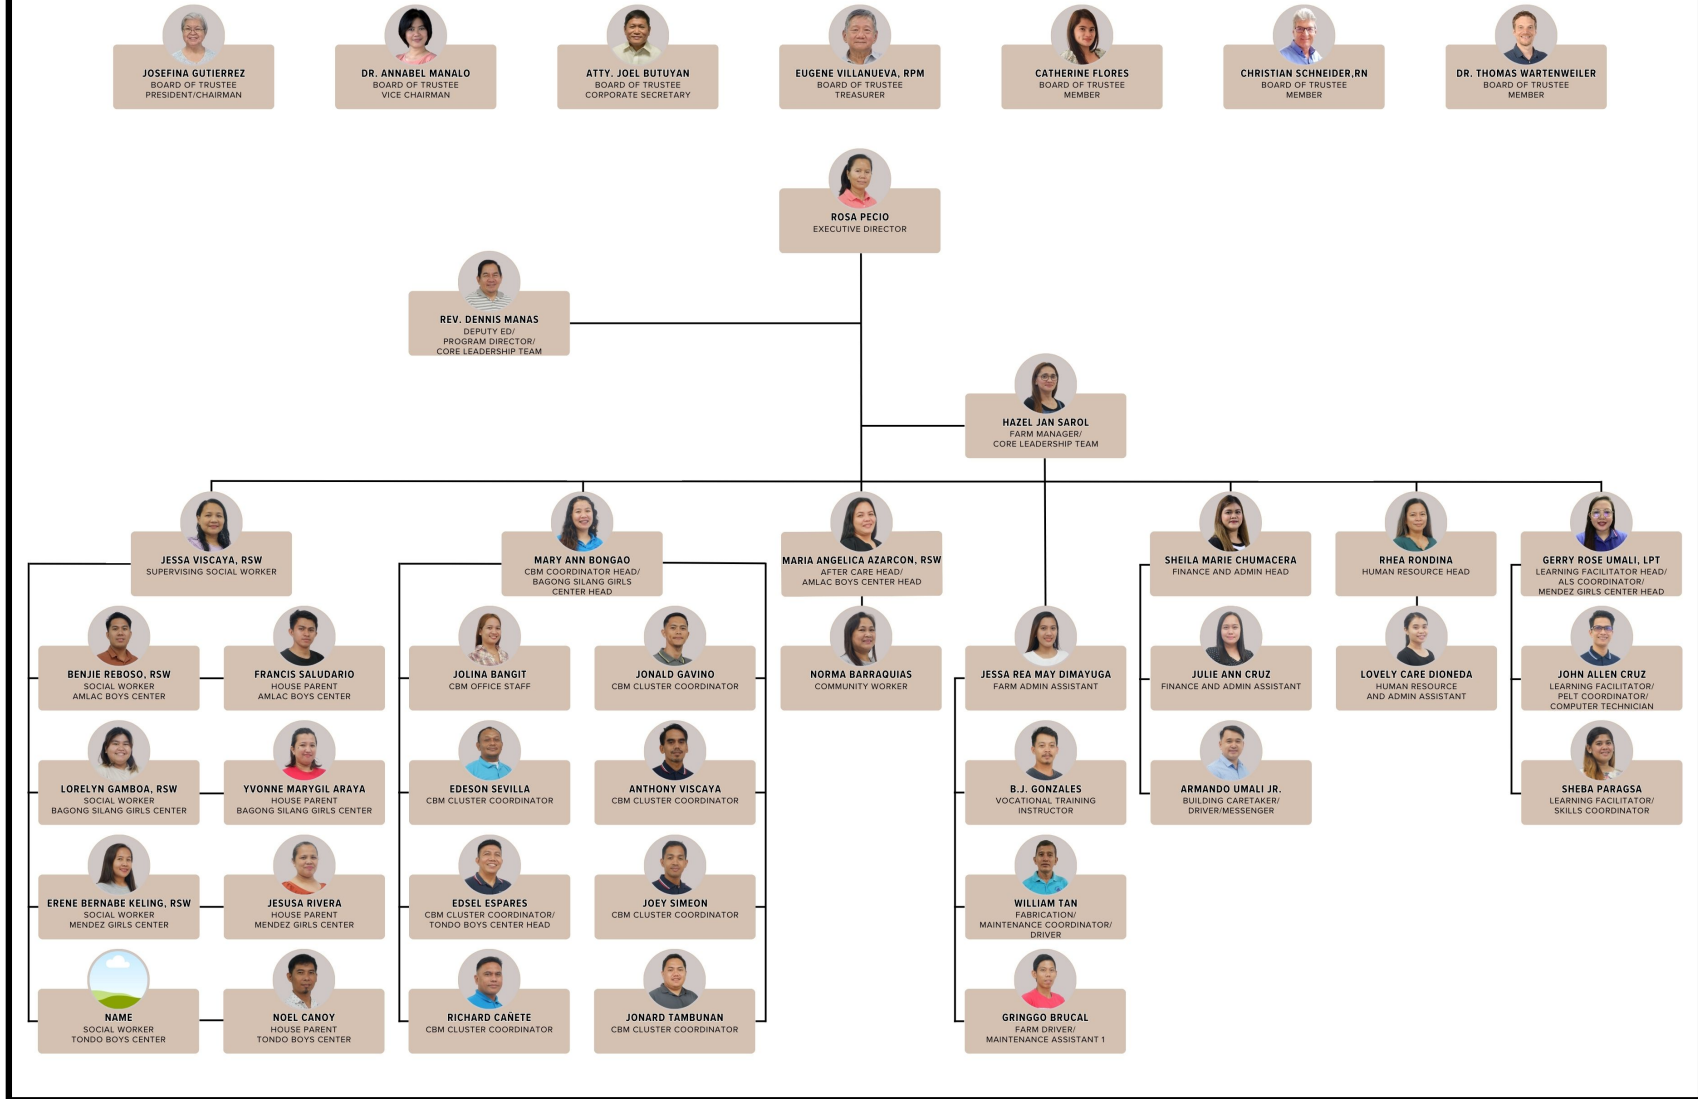 JOSEFINA GUTIERREZ
BOARD OF TRUSTEE
PRESIDENT/CHAIRMAN
DR. ANNABEL MANALO
BOARD OF TRUSTEE
VICE CHAIRMAN
ATTY. JOEL BUTUYAN
BOARD OF TRUSTEE
CORPORATE SECRETARY
EUGENE VILLANUEVA, RPM
BOARD OF TRUSTEE
TREASURER
CATHERINE FLORES
BOARD OF TRUSTEE
MEMBER
CHRISTIAN SCHNEIDER,RN
BOARD OF TRUSTEE
MEMBER
DR. THOMAS WARTENWEILER
BOARD OF TRUSTEE
MEMBER
ROSA PECIO
EXECUTIVE DIRECTOR
REV. DENNIS MANAS
DEPUTY ED/
PROGRAM DIRECTOR/
CORE LEADERSHIP TEAM
HAZEL JAN SAROL
FARM MANAGER/
CORE LEADERSHIP TEAM
JESSA VISCAYA, RSW
SUPERVISING SOCIAL WORKER
MARY ANN BONGAO
CBM COORDINATOR HEAD/
BAGONG SILANG GIRLS
CENTER HEAD
MARIA ANGELICA AZARCON, RSW
AFTER CARE HEAD/
AMLAC BOYS CENTER HEAD
SHEILA MARIE CHUMACERA
FINANCE AND ADMIN HEAD
RHEA RONDINA
HUMAN RESOURCE HEAD
GERRY ROSE UMALI, LPT
LEARNING FACILITATOR HEAD/
ALS COORDINATOR/
MENDEZ GIRLS CENTER HEAD
BENJIE REBOSO, RSW
SOCIAL WORKER
AMLAC BOYS CENTER
FRANCIS SALUDARIO
HOUSE PARENT
AMLAC BOYS CENTER
JOLINA BANGIT
CBM OFFICE STAFF
JONALD GAVINO
CBM CLUSTER COORDINATOR
NORMA BARRAQUIAS
COMMUNITY WORKER
JESSA REA MAY DIMAYUGA
FARM ADMIN ASSISTANT
JULIE ANN CRUZ
FINANCE AND ADMIN ASSISTANT
LOVELY CARE DIONEDA
HUMAN RESOURCE
AND ADMIN ASSISTANT
JOHN ALLEN CRUZ
LEARNING FACILITATOR/
PELT COORDINATOR/
COMPUTER TECHNICIAN
LORELYN GAMBOA, RSW
SOCIAL WORKER
BAGONG SILANG GIRLS CENTER
YVONNE MARYGIL ARAYA
HOUSE PARENT
BAGONG SILANG GIRLS CENTER
EDESON SEVILLA
CBM CLUSTER COORDINATOR
ANTHONY VISCAYA
CBM CLUSTER COORDINATOR
B.J. GONZALES
VOCATIONAL TRAINING
INSTRUCTOR
ARMANDO UMALI JR.
BUILDING CARETAKER/
DRIVER/MESSENGER
SHEBA PARAGSA
LEARNING FACILITATOR/
SKILLS COORDINATOR
ERENE BERNABE KELING, RSW
SOCIAL WORKER
MENDEZ GIRLS CENTER
JESUSA RIVERA
HOUSE PARENT
MENDEZ GIRLS CENTER
EDSEL ESPARES
CBM CLUSTER COORDINATOR/
TONDO BOYS CENTER HEAD
JOEY SIMEON
CBM CLUSTER COORDINATOR
WILLIAM TAN
FABRICATION/
MAINTENANCE COORDINATOR/
DRIVER
NAME
SOCIAL WORKER
TONDO BOYS CENTER
NOEL CANOY
HOUSE PARENT
TONDO BOYS CENTER
RICHARD CAÑETE
CBM CLUSTER COORDINATOR
JONARD TAMBUNAN
CBM CLUSTER COORDINATOR
GRINGGO BRUCAL
FARM DRIVER/
MAINTENANCE ASSISTANT 1